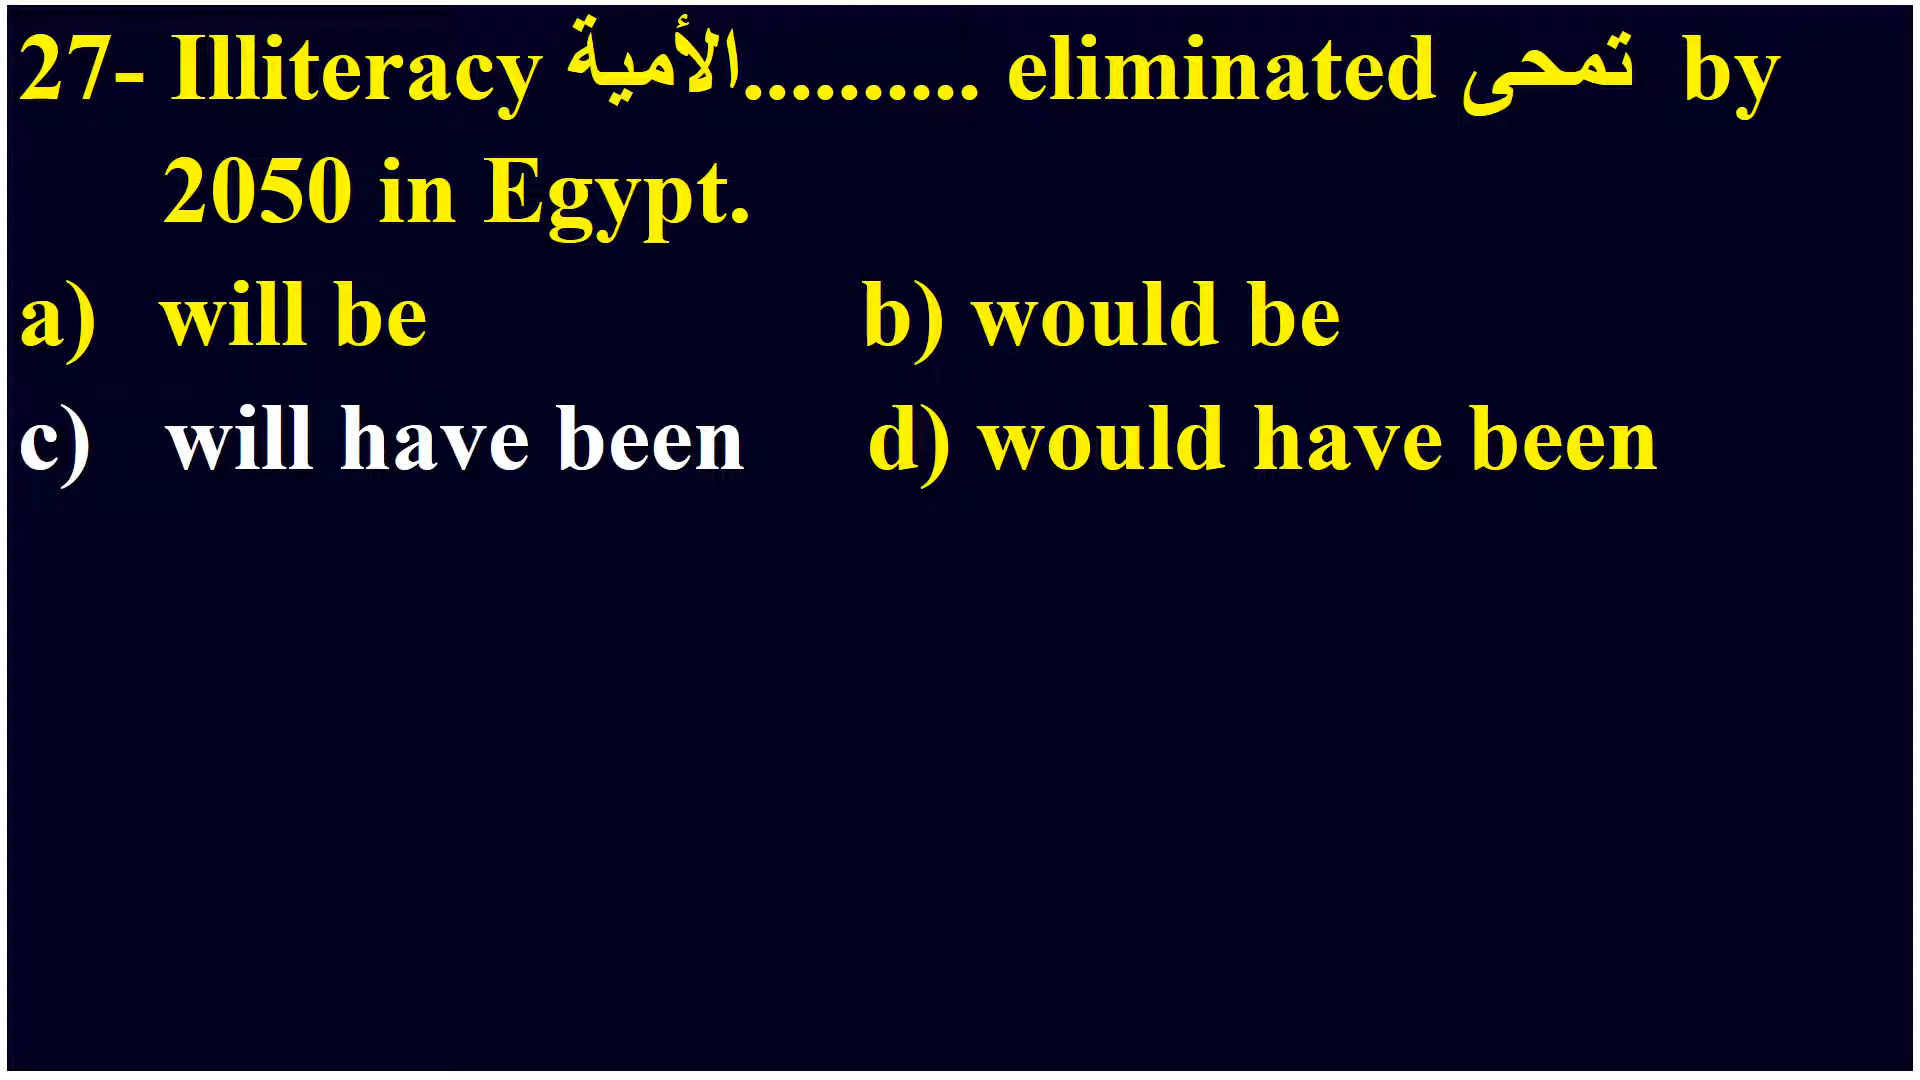 27- Illiteracy الأمية.......... eliminated تمحى by
2050 in Egypt.
a) will be b) would be
c) will have been d) would have been